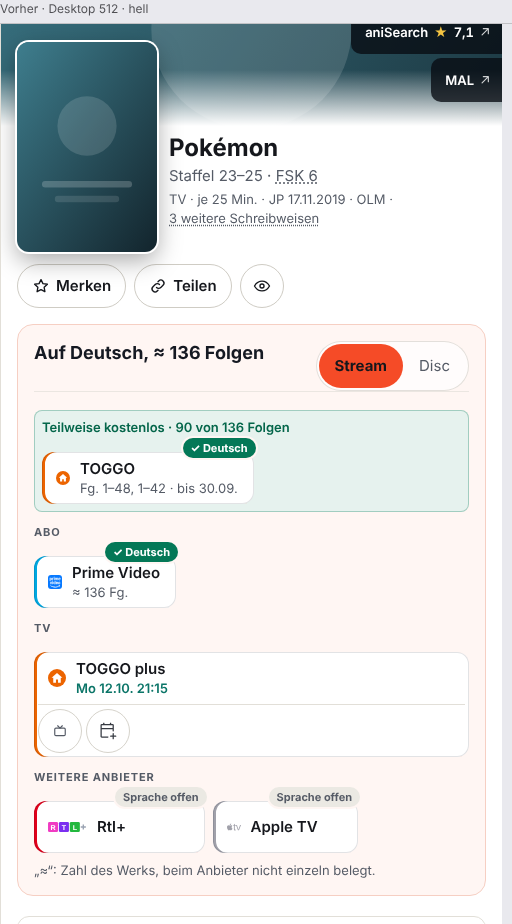 Vorher · Desktop 512 · hell
aniSearch ★ 7,1 ↗
MAL ↗
Pokémon
Staffel 23–25 · FSK 6
TV · je 25 Min. · JP 17.11.2019 · OLM ·
3 weitere Schreibweisen
Merken
Teilen
Auf Deutsch, ≈ 136 Folgen
Stream
Disc
Teilweise kostenlos · 90 von 136 Folgen
✓ Deutsch
TOGGO
Fg. 1–48, 1–42 · bis 30.09.
ABO
✓ Deutsch
prime video
Prime Video
≈ 136 Fg.
TV
TOGGO plus
Mo 12.10. 21:15
WEITERE ANBIETER
Sprache offen
Sprache offen
RTL+
Rtl+
tv
Apple TV
„≈“: Zahl des Werks, beim Anbieter nicht einzeln belegt.